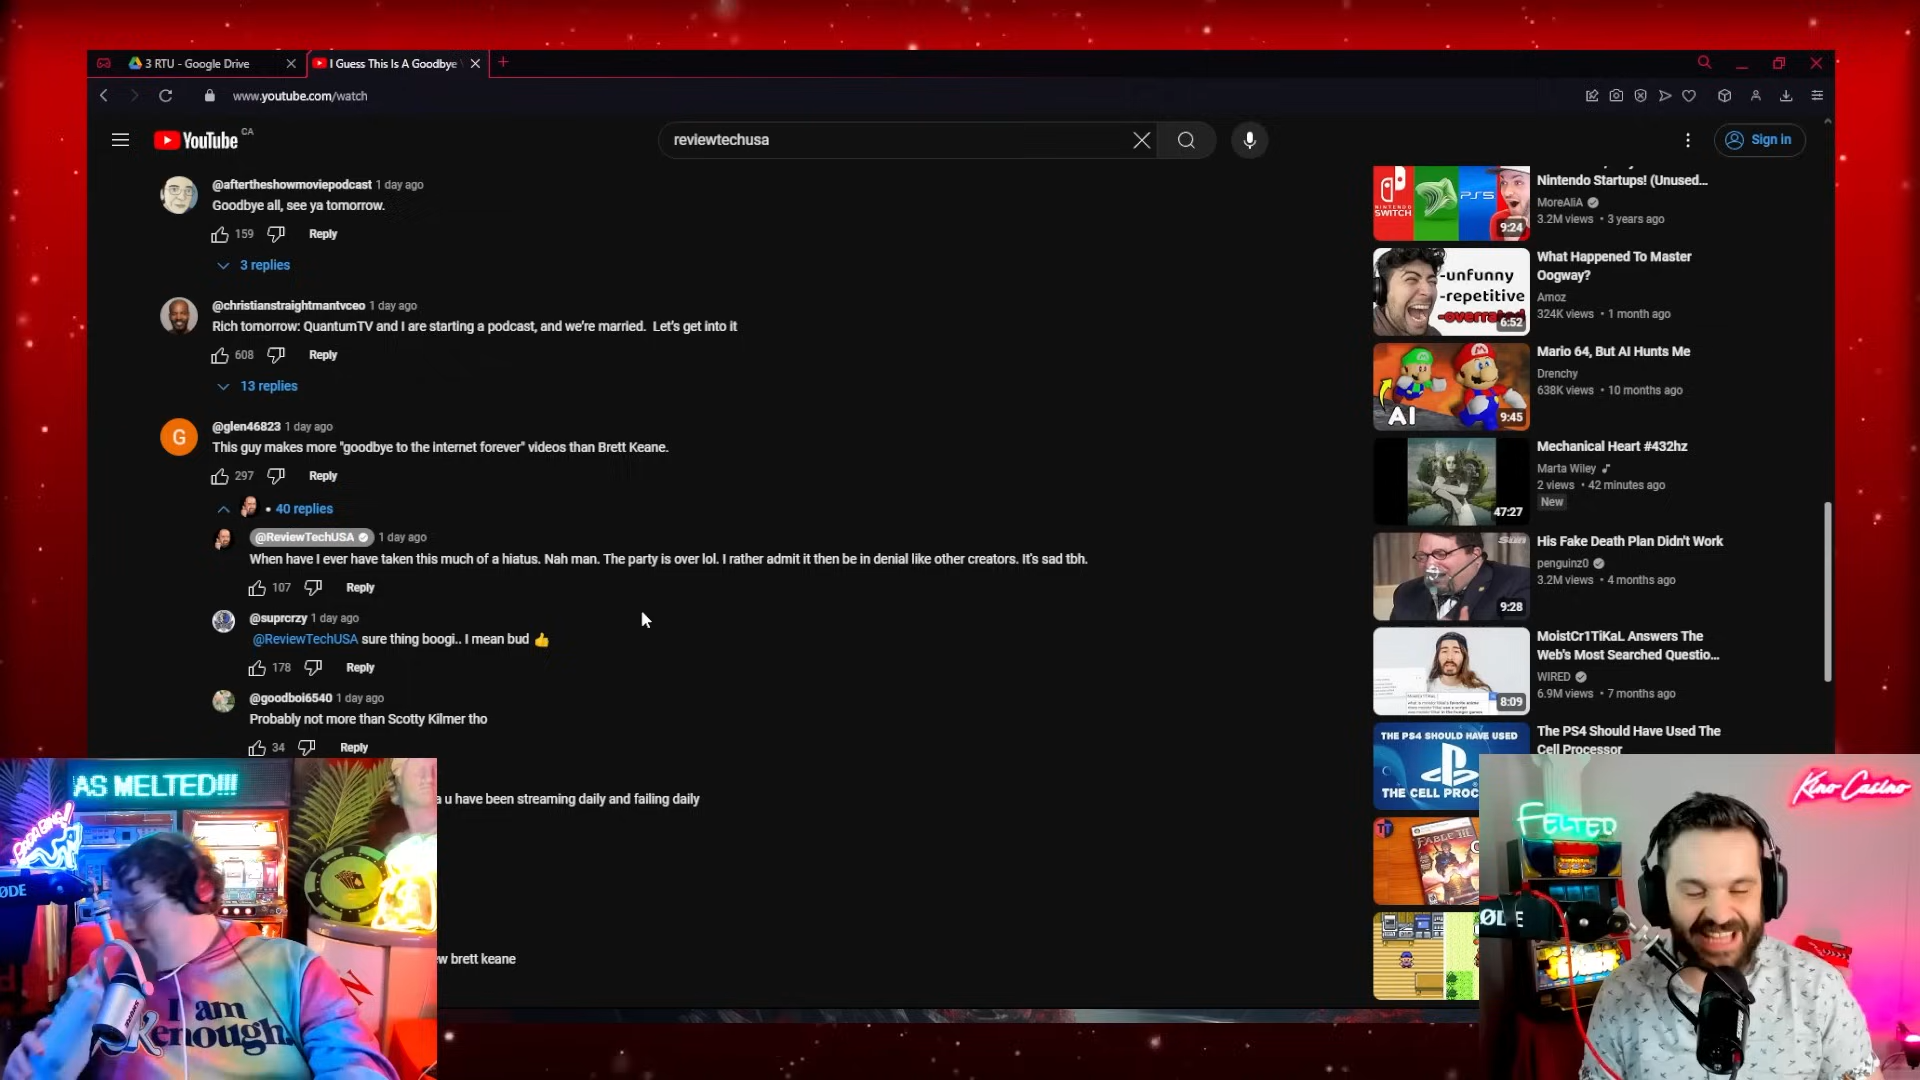 3 RTU - Google Drive
I Guess This Is A Goodbye
www.youtube.com/watch
YouTube CA
reviewtechusa
Sign in
@aftertheshowmoviepodcast 1 day ago
Goodbye all, see ya tomorrow.
159 Reply
3 replies
@christianstraightmantvceo 1 day ago
Rich tomorrow: QuantumTV and I are starting a podcast, and we're married. Let's get into it
608 Reply
13 replies
@glen46823 1 day ago
G
This guy makes more "goodbye to the internet forever" videos than Brett Keane.
297 Reply
• 40 replies
@ReviewTechUSA 1 day ago
When have I ever have taken this much of a hiatus. Nah man. The party is over lol. I rather admit it then be in denial like other creators. It's sad tbh.
107 Reply
@suprcrzy 1 day ago
@ReviewTechUSA sure thing boogi.. I mean bud 👍
178 Reply
@goodboi6540 1 day ago
Probably not more than Scotty Kilmer tho
34 Reply
u have been streaming daily and failing daily
brett keane
NINTENDO
SWITCH
PS5
9:24
Nintendo Startups! (Unused...
MoreAliA
3.2M views • 3 years ago
-unfunny
-repetitive
-overrated
6:52
What Happened To Master
Oogway?
Amoz
324K views • 1 month ago
AI
9:45
Mario 64, But AI Hunts Me
Drenchy
638K views • 10 months ago
47:27
Mechanical Heart #432hz
Marta Wiley
2 views • 42 minutes ago
New
Sun
9:28
His Fake Death Plan Didn't Work
penguinz0
3.2M views • 4 months ago
8:09
MoistCr1TiKaL Answers The
Web's Most Searched Questio...
WIRED
6.9M views • 7 months ago
THE PS4 SHOULD HAVE USED
THE CELL PROC
The PS4 Should Have Used The
Cell Processor
FABLE III
AS MELTED!!!
BADA BING!
ØDE
I am
Kenough.
FELTED
Kino Casino
ØDE